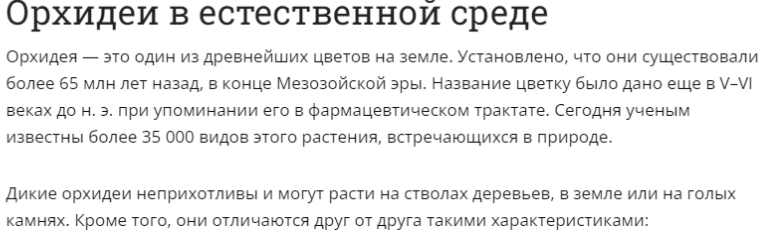 Орхидеи в естественной среде
Орхидея — это один из древнейших цветов на земле. Установлено, что они существовали
более 65 млн лет назад, в конце Мезозойской эры. Название цветку было дано еще в V–VI
веках до н. э. при упоминании его в фармацевтическом трактате. Сегодня ученым
известны более 35 000 видов этого растения, встречающихся в природе.
Дикие орхидеи неприхотливы и могут расти на стволах деревьев, в земле или на голых
камнях. Кроме того, они отличаются друг от друга такими характеристиками: